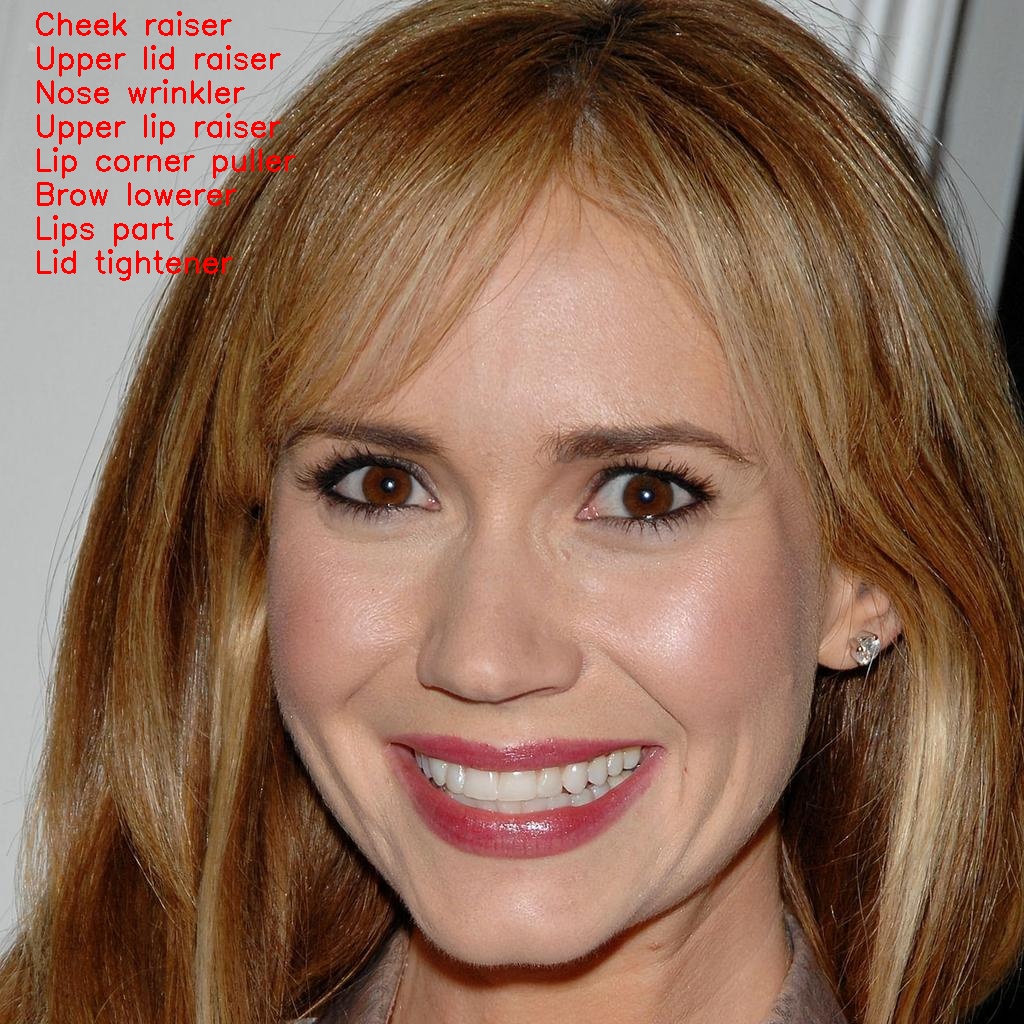 Cheek raiser
Upper lid raiser
Nose wrinkler
Upper lip raiser
Lip corner puller
Brow lowerer
Lips part
Lid tightener